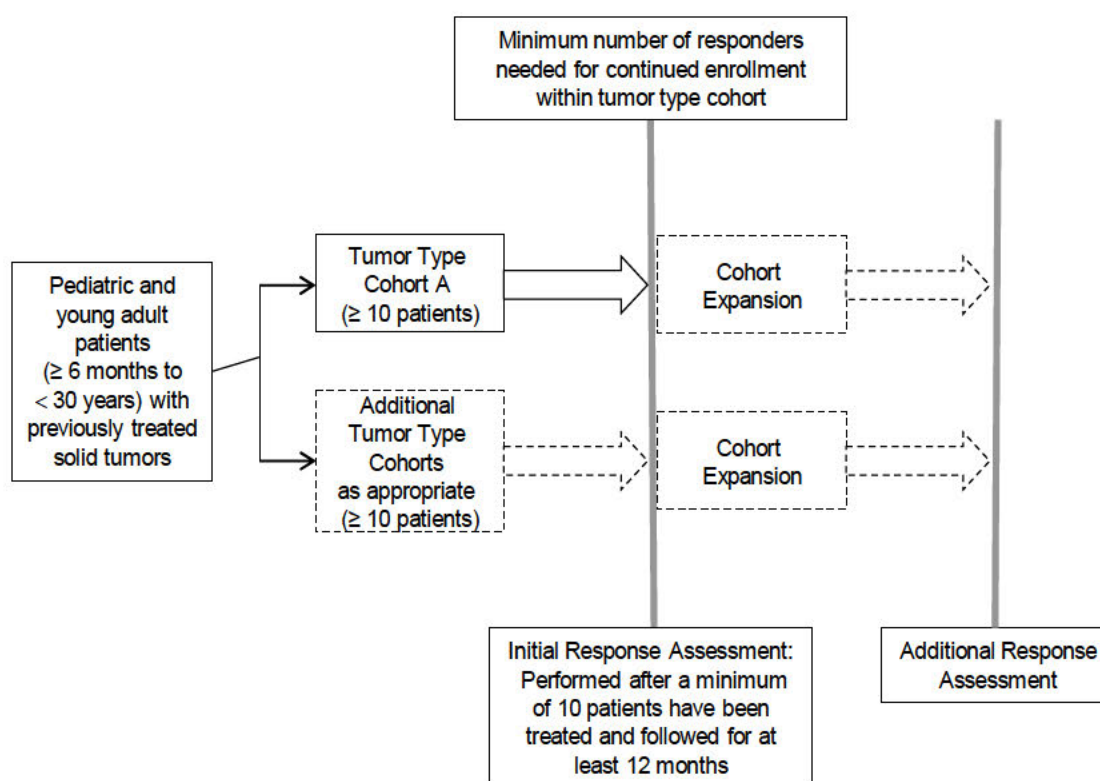 Minimum number of responders
needed for continued enrollment
within tumor type cohort
Pediatric and
young adult
patients
(≥ 6 months to
< 30 years) with
previously treated
solid tumors
Tumor Type
Cohort A
(≥ 10 patients)
Cohort
Expansion
Additional
Tumor Type
Cohorts
as appropriate
(≥ 10 patients)
Cohort
Expansion
Initial Response Assessment:
Performed after a minimum
of 10 patients have been
treated and followed for at
least 12 months
Additional Response
Assessment